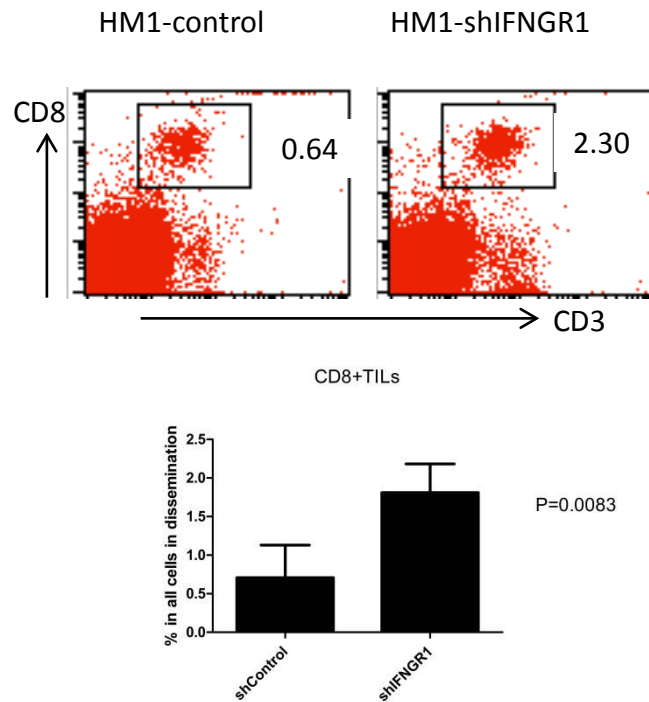 HM1-control HM1-shIFNGR1
CD8
0.64
2.30
CD3
CD8+TILs
% in all cells in dissemination
2.5
2.0
1.5
1.0
0.5
0.0
P=0.0083
shControl
shIFNGR1